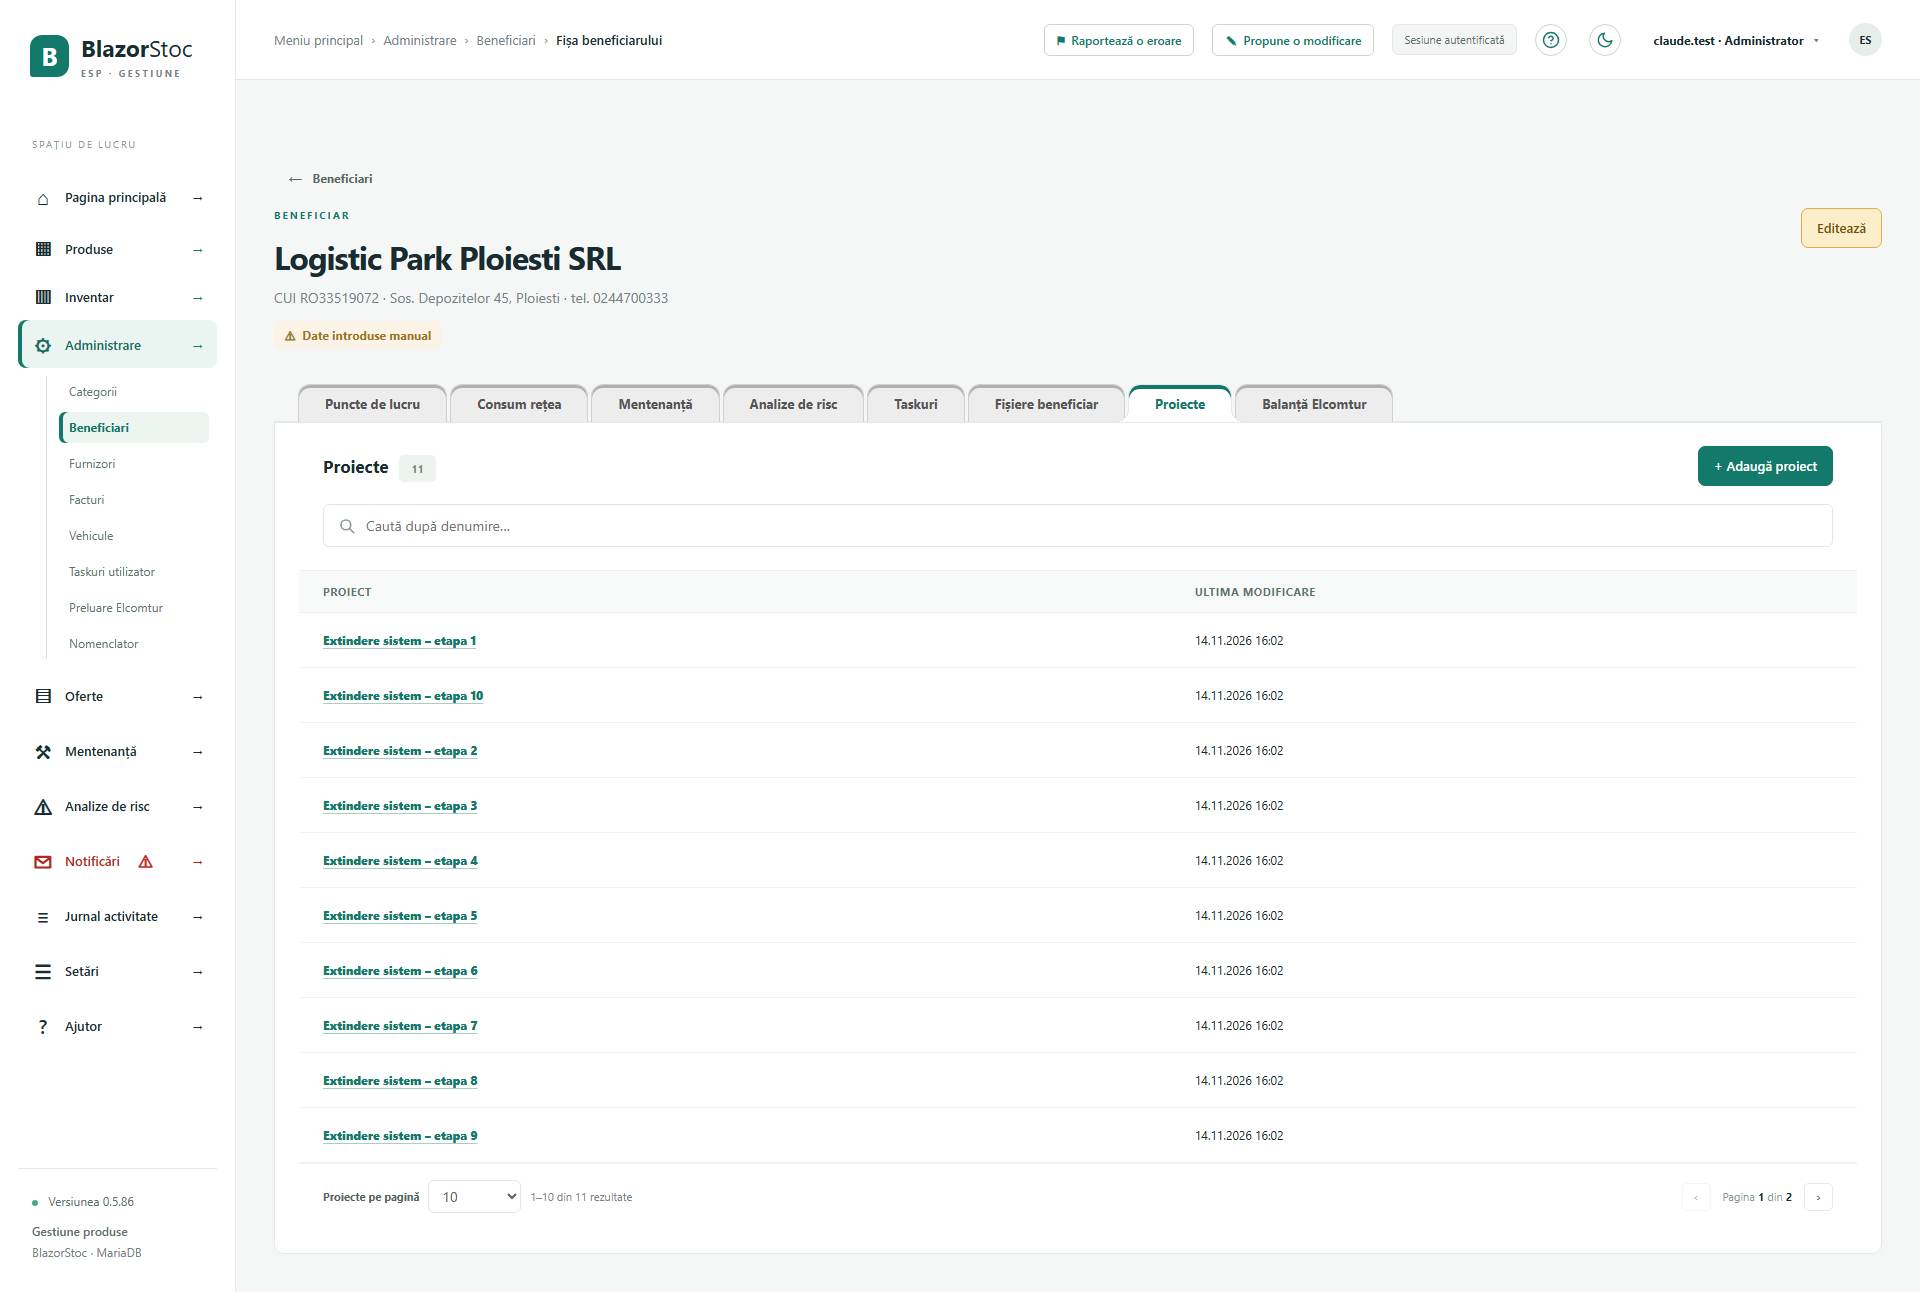 B
BlazorStoc
ESP · GESTIUNE
SPAȚIU DE LUCRU
Pagina principală →
Produse →
Inventar →
Administrare →
Categorii
Beneficiari
Furnizori
Facturi
Vehicule
Taskuri utilizator
Preluare Elcomtur
Nomenclator
Oferte →
Mentenanță →
Analize de risc →
Notificări →
Jurnal activitate →
Setări →
? Ajutor →
Versiunea 0.5.86
Gestiune produse
BlazorStoc · MariaDB
Meniu principal › Administrare › Beneficiari › Fișa beneficiarului
Raportează o eroare
Propune o modificare
Sesiune autentificată
?
claude.test · Administrator
ES
← Beneficiari
BENEFICIAR
Editează
Logistic Park Ploiesti SRL
CUI RO33519072 · Sos. Depozitelor 45, Ploiesti · tel. 0244700333
Date introduse manual
Puncte de lucru Consum rețea Mentenanță Analize de risc Taskuri Fișiere beneficiar Proiecte Balanță Elcomtur
Proiecte 11
+ Adaugă proiect
Caută după denumire...
PROIECT ULTIMA MODIFICARE
Extindere sistem – etapa 1 14.11.2026 16:02
Extindere sistem – etapa 10 14.11.2026 16:02
Extindere sistem – etapa 2 14.11.2026 16:02
Extindere sistem – etapa 3 14.11.2026 16:02
Extindere sistem – etapa 4 14.11.2026 16:02
Extindere sistem – etapa 5 14.11.2026 16:02
Extindere sistem – etapa 6 14.11.2026 16:02
Extindere sistem – etapa 7 14.11.2026 16:02
Extindere sistem – etapa 8 14.11.2026 16:02
Extindere sistem – etapa 9 14.11.2026 16:02
Proiecte pe pagină 10 1–10 din 11 rezultate
‹ Pagina 1 din 2 ›